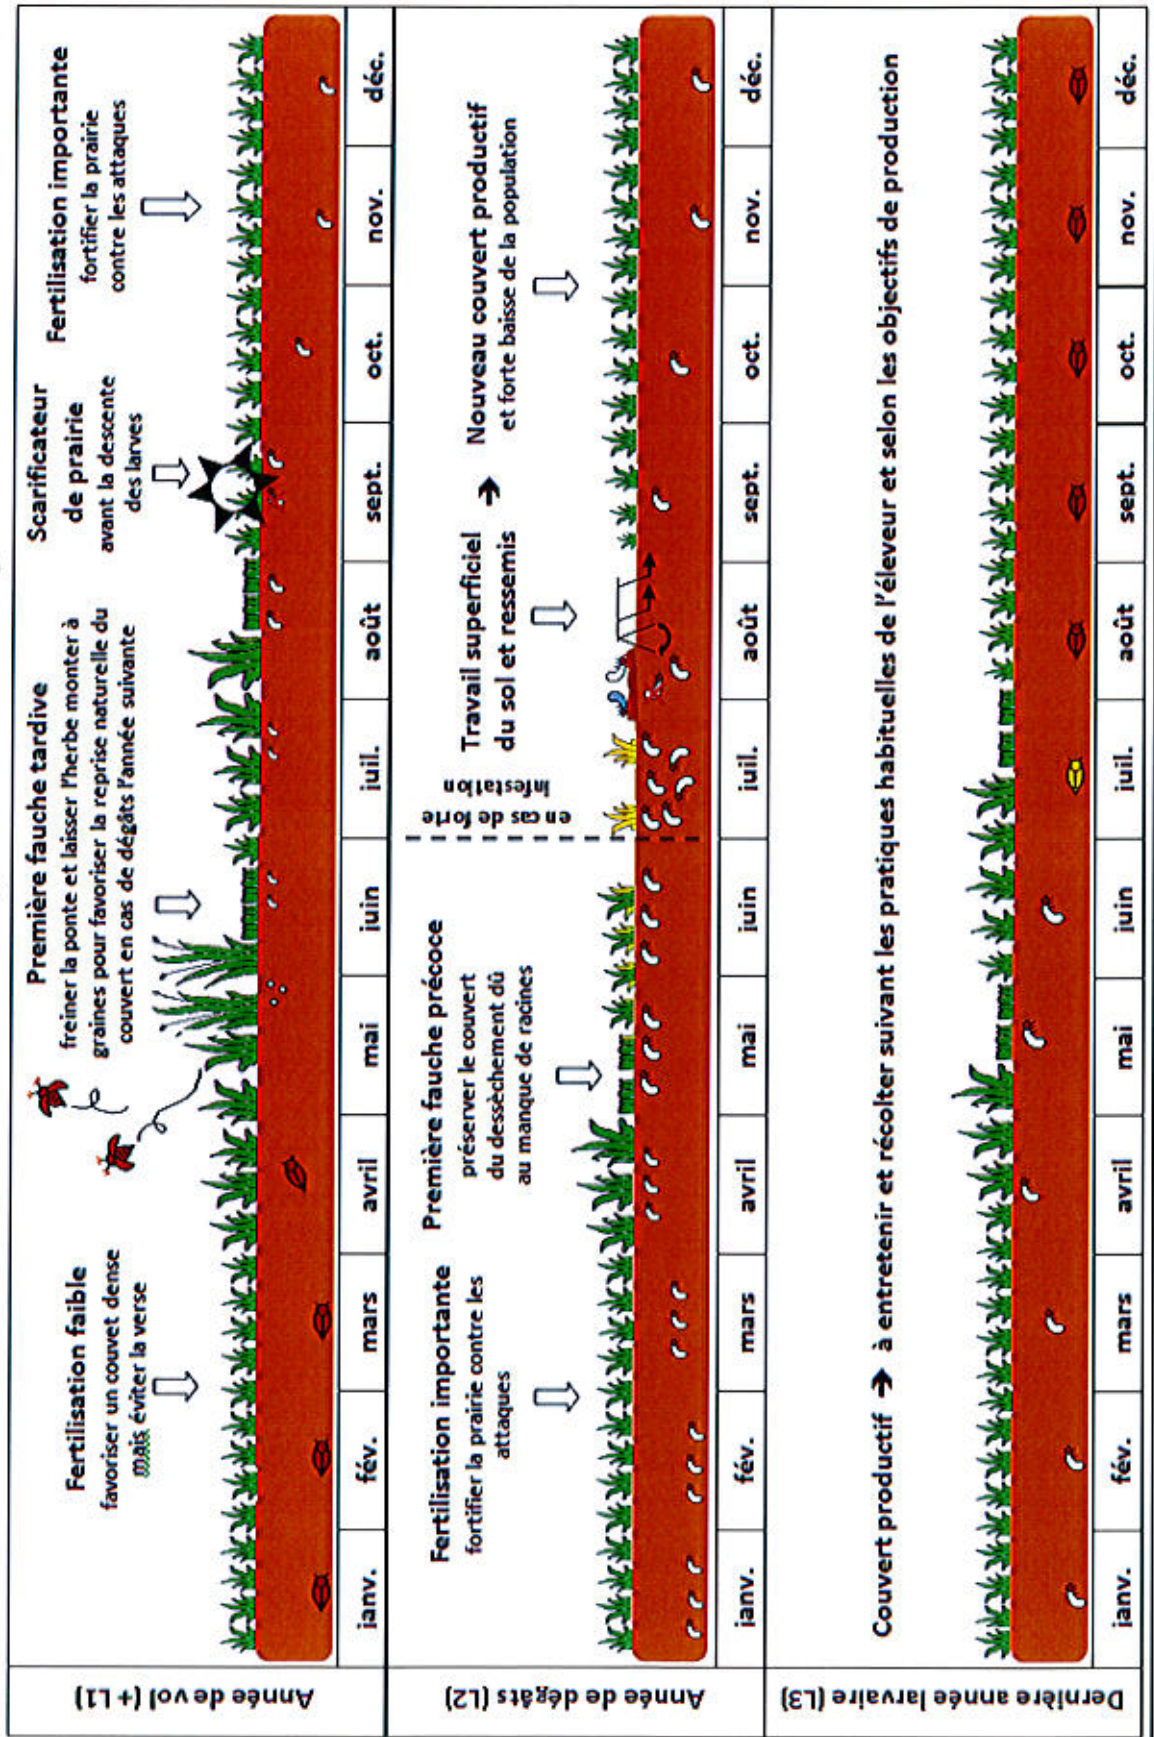 Année de vol (+ L1)
Fertilisation faible
favoriser un couvet dense
mais éviter la verse
Première fauche tardive
freiner la ponte et laisser l'herbe monter à
graines pour favoriser la reprise naturelle du
couvert en cas de dégâts l'année suivante
Scarificateur
de prairie
avant la descente
des larves
Fertilisation importante
fortifier la prairie
contre les attaques
janv. fév. mars avril mai juin juil. août sept. oct. nov. déc.
Année de dégâts (L2)
Fertilisation importante
fortifier la prairie contre les
attaques
Première fauche précoce
préserver le couvert
du dessèchement dû
au manque de racines
en cas de forte
infestation
Travail superficiel
du sol et ressemis
➔ Nouveau couvert productif
et forte baisse de la population
janv. fév. mars avril mai juin juil. août sept. oct. nov. déc.
Dernière année larvaire (L3)
Couvert productif ➔ à entretenir et récolter suivant les pratiques habituelles de l'éleveur et selon les objectifs de production
janv. fév. mars avril mai juin juil. août sept. oct. nov. déc.